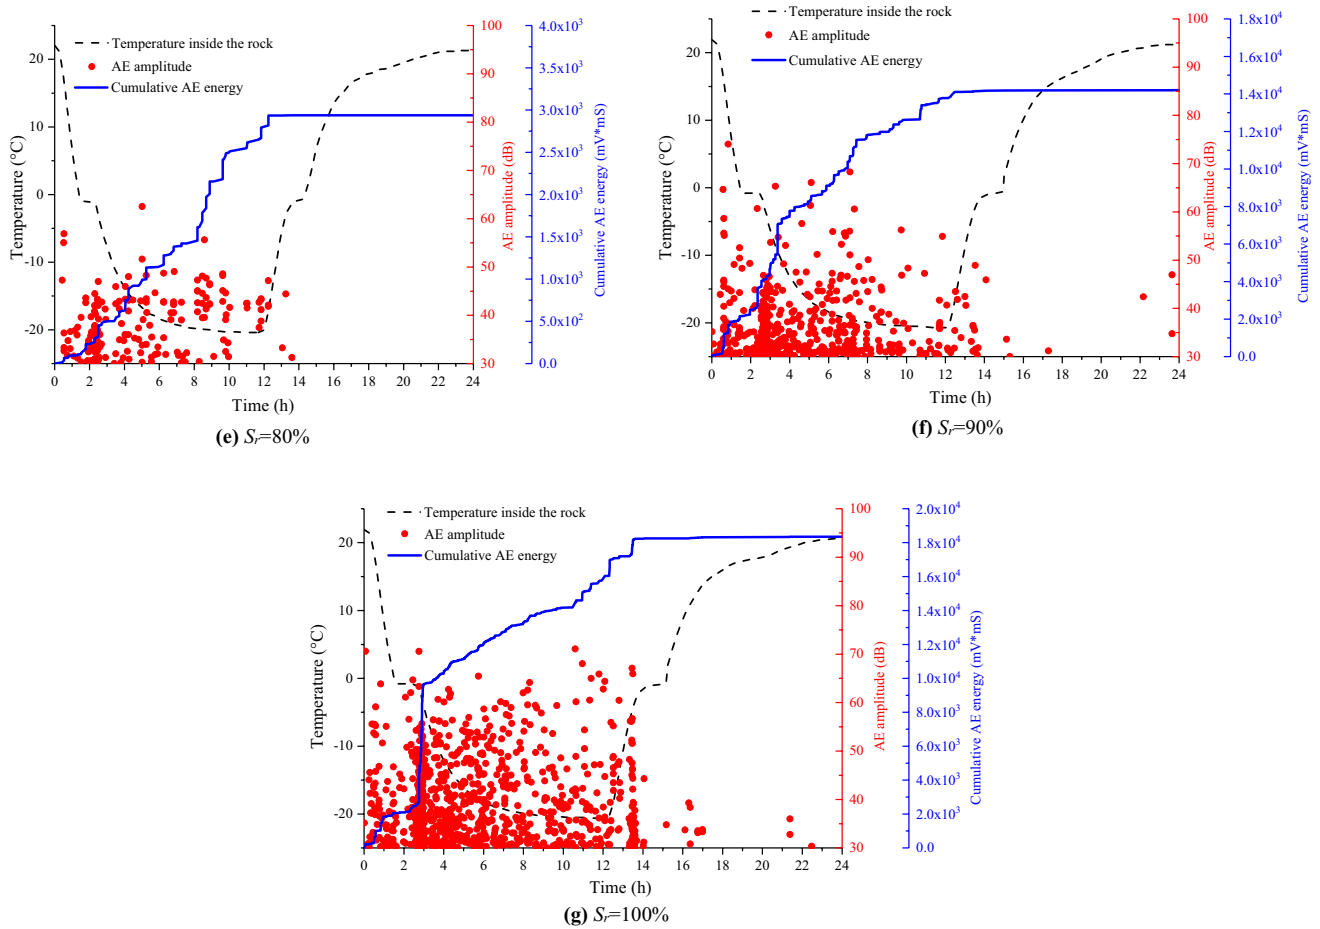 Temperature inside the rock
AE amplitude
Cumulative AE energy
Temperature (°C)
20
10
0
-10
-20
0 2 4 6 8 10 12 14 16 18 20 22 24
Time (h)
100
90
80
70
60
50
40
30
AE amplitude (dB)
4.0x10³
3.5x10³
3.0x10³
2.5x10³
2.0x10³
1.5x10³
1.0x10³
5.0x10²
0.0
Cumulative AE energy (mV*mS)
(e) Sr=80%
Temperature inside the rock
AE amplitude
Cumulative AE energy
Temperature (°C)
20
10
0
-10
-20
0 2 4 6 8 10 12 14 16 18 20 22 24
Time (h)
100
90
80
70
60
50
40
30
AE amplitude (dB)
1.8x10⁴
1.6x10⁴
1.4x10⁴
1.2x10⁴
1.0x10⁴
8.0x10³
6.0x10³
4.0x10³
2.0x10³
0.0
Cumulative AE energy (mV*mS)
(f) Sr=90%
Temperature inside the rock
AE amplitude
Cumulative AE energy
Temperature (°C)
20
10
0
-10
-20
0 2 4 6 8 10 12 14 16 18 20 22 24
Time (h)
100
90
80
70
60
50
40
30
AE amplitude (dB)
2.0x10⁴
1.8x10⁴
1.6x10⁴
1.4x10⁴
1.2x10⁴
1.0x10⁴
8.0x10³
6.0x10³
4.0x10³
2.0x10³
0.0
Cumulative AE energy (mV*mS)
(g) Sr=100%